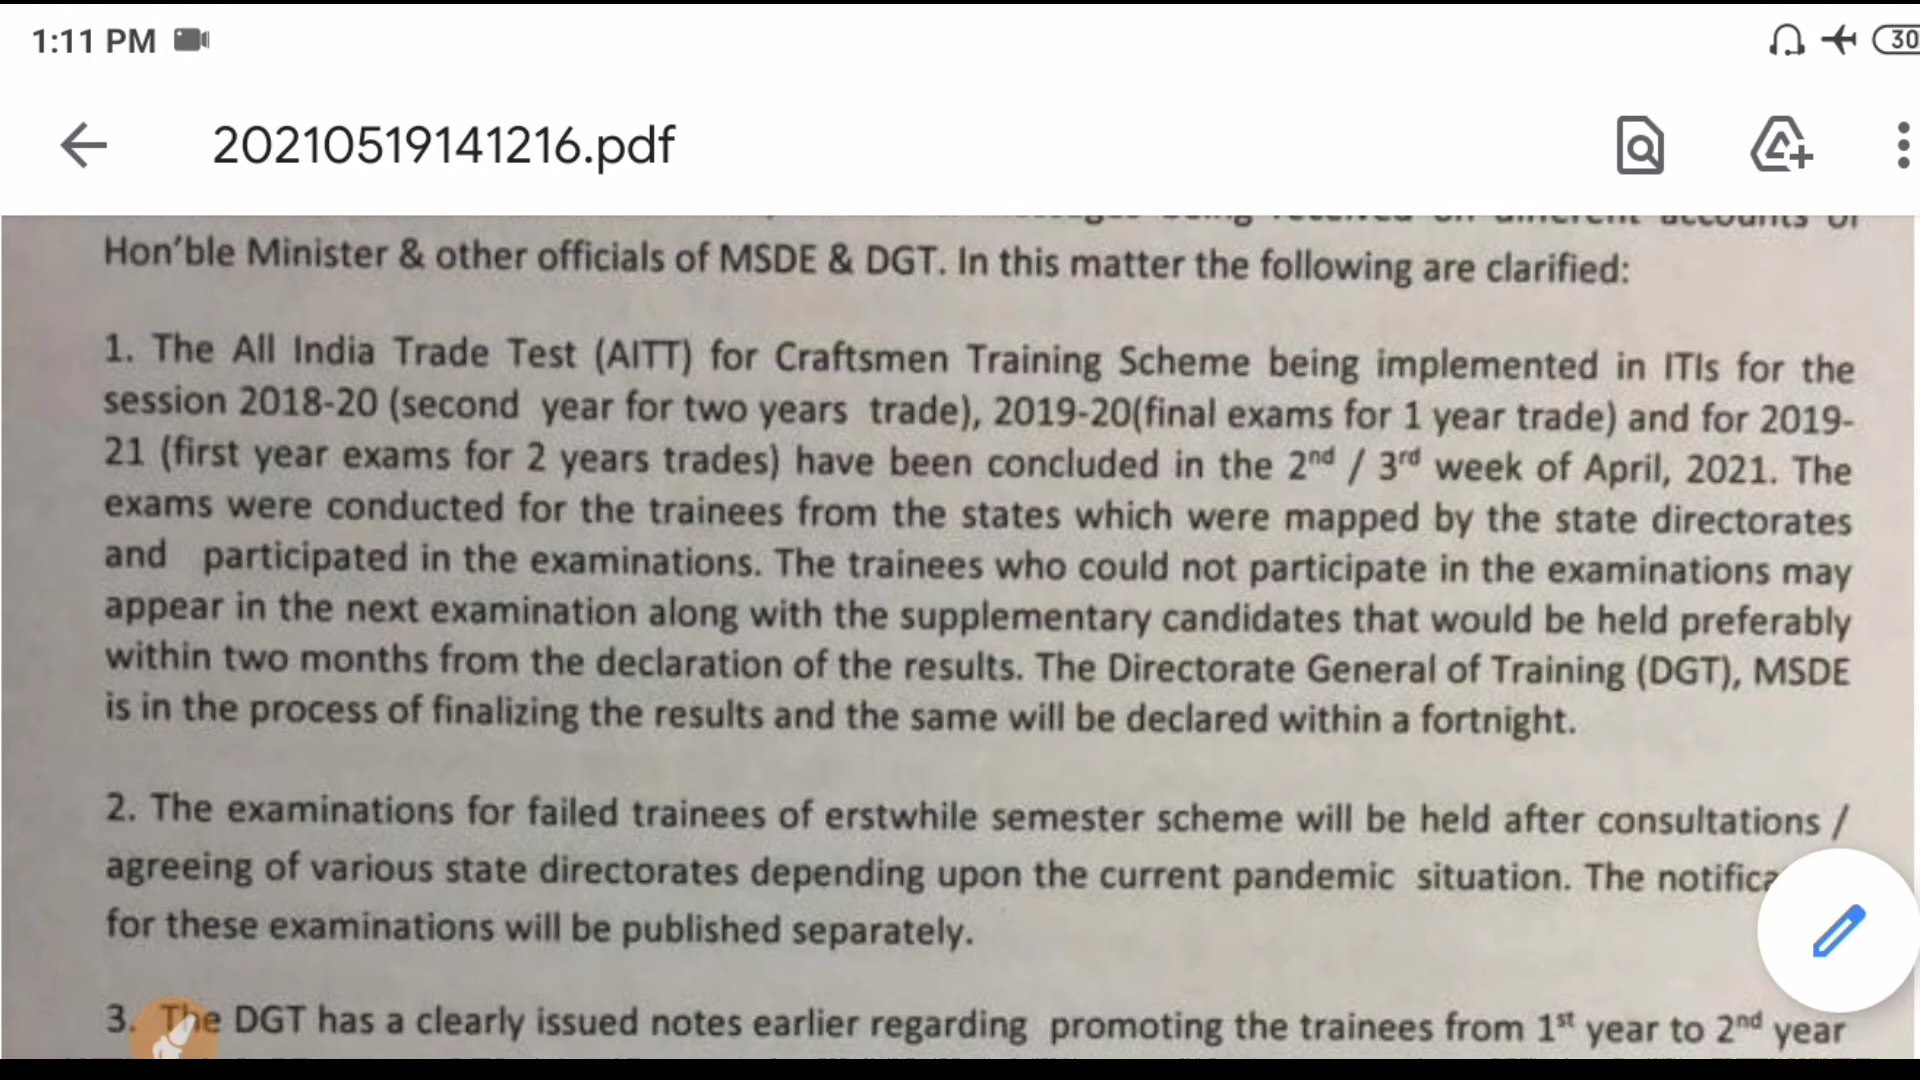 1:11 PM
30
20210519141216.pdf
being received on different accounts of
Hon'ble Minister & other officials of MSDE & DGT. In this matter the following are clarified:
1. The All India Trade Test (AITT) for Craftsmen Training Scheme being implemented in ITIs for the
session 2018-20 (second year for two years trade), 2019-20(final exams for 1 year trade) and for 2019-
21 (first year exams for 2 years trades) have been concluded in the 2nd / 3rd week of April, 2021. The
exams were conducted for the trainees from the states which were mapped by the state directorates
and participated in the examinations. The trainees who could not participate in the examinations may
appear in the next examination along with the supplementary candidates that would be held preferably
within two months from the declaration of the results. The Directorate General of Training (DGT), MSDE
is in the process of finalizing the results and the same will be declared within a fortnight.
2. The examinations for failed trainees of erstwhile semester scheme will be held after consultations /
agreeing of various state directorates depending upon the current pandemic situation. The notifica
for these examinations will be published separately.
3. The DGT has a clearly issued notes earlier regarding promoting the trainees from 1st year to 2nd year